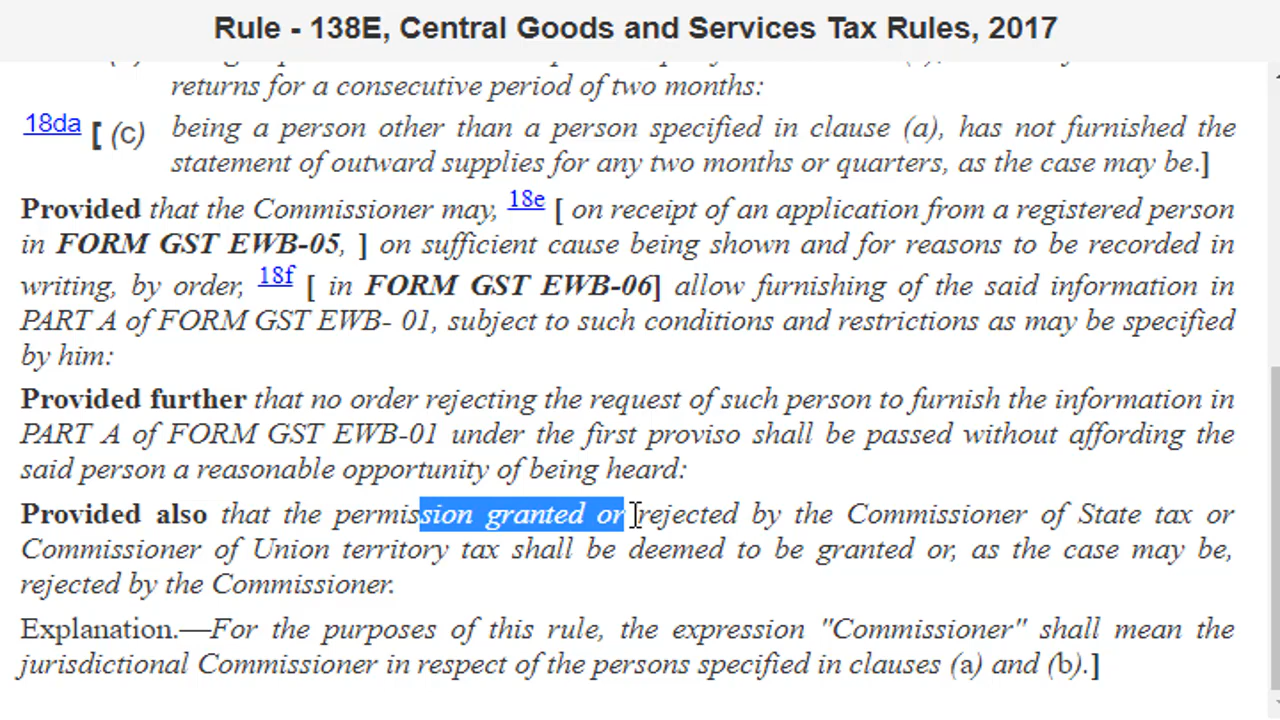 Rule - 138E, Central Goods and Services Tax Rules, 2017
returns for a consecutive period of two months:
18da [ (c) being a person other than a person specified in clause (a), has not furnished the
statement of outward supplies for any two months or quarters, as the case may be.]
Provided that the Commissioner may, 18e [ on receipt of an application from a registered person
in FORM GST EWB-05, ] on sufficient cause being shown and for reasons to be recorded in
writing, by order, 18f [ in FORM GST EWB-06] allow furnishing of the said information in
PART A of FORM GST EWB- 01, subject to such conditions and restrictions as may be specified
by him:
Provided further that no order rejecting the request of such person to furnish the information in
PART A of FORM GST EWB-01 under the first proviso shall be passed without affording the
said person a reasonable opportunity of being heard:
Provided also that the permission granted or rejected by the Commissioner of State tax or
Commissioner of Union territory tax shall be deemed to be granted or, as the case may be,
rejected by the Commissioner.
Explanation.—For the purposes of this rule, the expression "Commissioner" shall mean the
jurisdictional Commissioner in respect of the persons specified in clauses (a) and (b).]